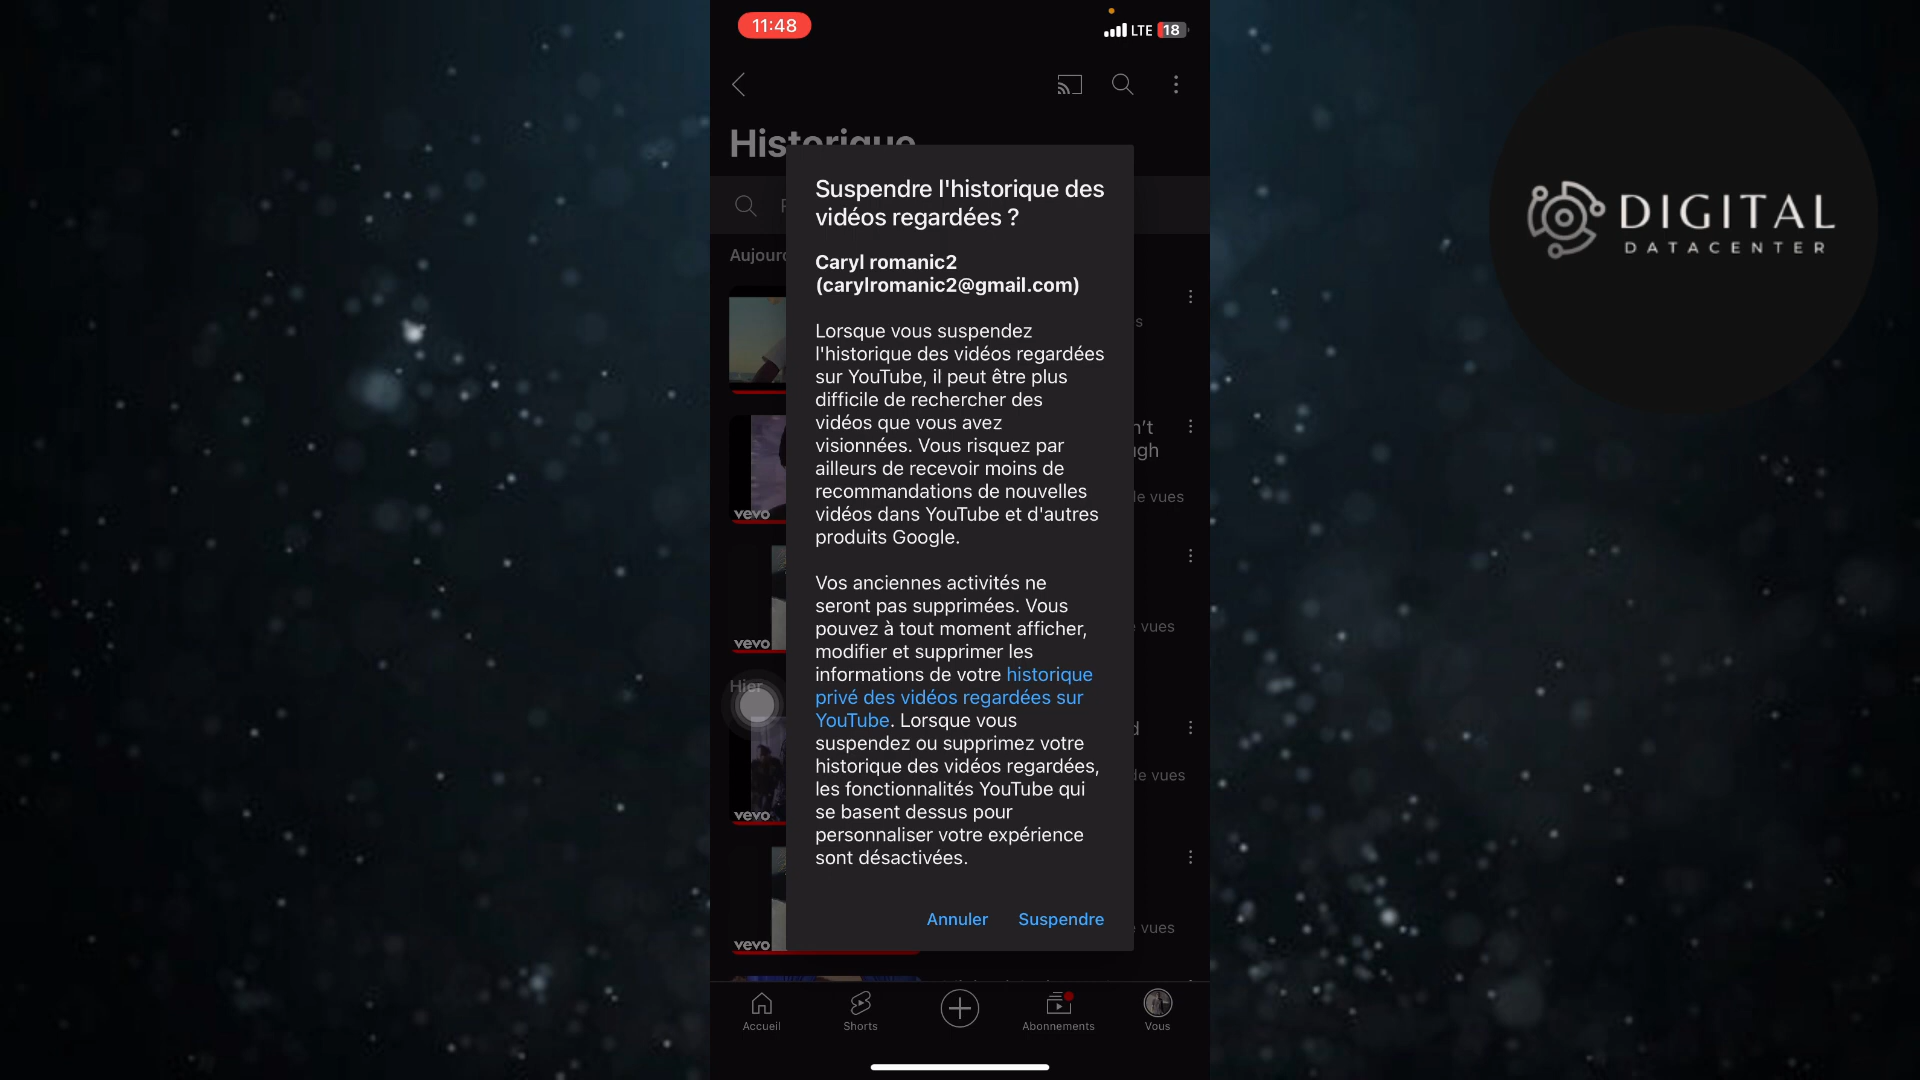 11:48
LTE 18
Historique
DIGITAL
DATACENTER
Suspendre l'historique des
vidéos regardées ?
Caryl romanic2
(carylromanic2@gmail.com)
Lorsque vous suspendez
l'historique des vidéos regardées
sur YouTube, il peut être plus
difficile de rechercher des
vidéos que vous avez
visionnées. Vous risquez par
ailleurs de recevoir moins de
recommandations de nouvelles
vidéos dans YouTube et d'autres
produits Google.
Vos anciennes activités ne
seront pas supprimées. Vous
pouvez à tout moment afficher,
modifier et supprimer les
informations de votre historique
privé des vidéos regardées sur
YouTube. Lorsque vous
suspendez ou supprimez votre
historique des vidéos regardées,
les fonctionnalités YouTube qui
se basent dessus pour
personnaliser votre expérience
sont désactivées.
Annuler Suspendre
vevo
de vues
vevo
vues
Hier
vevo
de vues
vevo
vues
Accueil Shorts Abonnements Vous